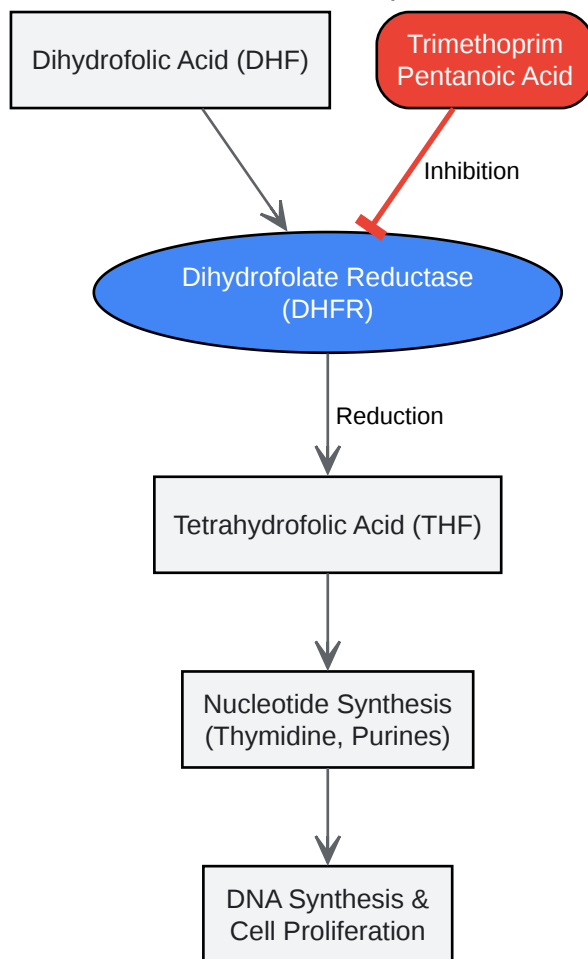 Dihydrofolic Acid (DHF)
Trimethoprim
Pentanoic Acid
Inhibition
Dihydrofolate Reductase
(DHFR)
Reduction
Tetrahydrofolic Acid (THF)
Nucleotide Synthesis
(Thymidine, Purines)
DNA Synthesis &
Cell Proliferation